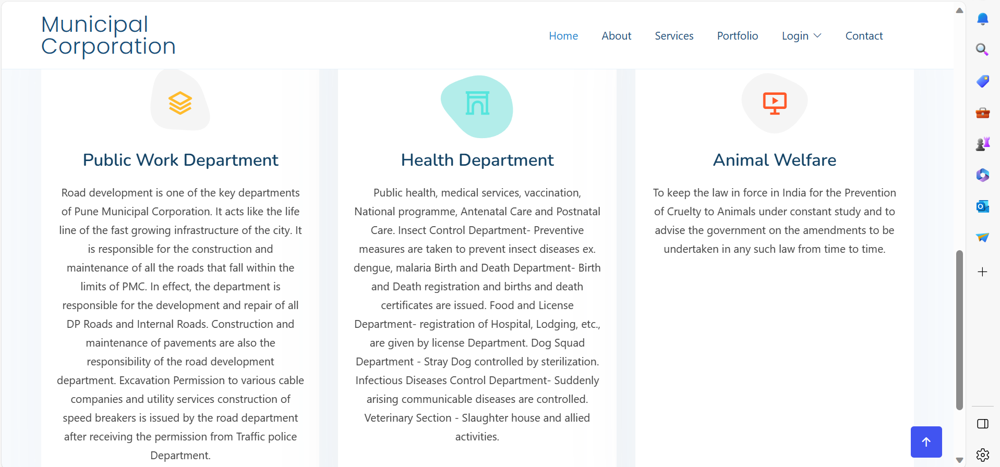 Municipal
Corporation
Home
About
Services
Portfolio
Login
Contact
Public Work Department
Road development is one of the key departments
of Pune Municipal Corporation. It acts like the life
line of the fast growing infrastructure of the city. It
is responsible for the construction and
maintenance of all the roads that fall within the
limits of PMC. In effect, the department is
responsible for the development and repair of all
DP Roads and Internal Roads. Construction and
maintenance of pavements are also the
responsibility of the road development
department. Excavation Permission to various cable
companies and utility services construction of
speed breakers is issued by the road department
after receiving the permission from Traffic police
Department.
Health Department
Public health, medical services, vaccination,
National programme, Antenatal Care and Postnatal
Care. Insect Control Department- Preventive
measures are taken to prevent insect diseases ex.
dengue, malaria Birth and Death Department- Birth
and Death registration and births and death
certificates are issued. Food and License
Department- registration of Hospital, Lodging, etc.,
are given by license Department. Dog Squad
Department - Stray Dog controlled by sterilization.
Infectious Diseases Control Department- Suddenly
arising communicable diseases are controlled.
Veterinary Section - Slaughter house and allied
activities.
Animal Welfare
To keep the law in force in India for the Prevention
of Cruelty to Animals under constant study and to
advise the government on the amendments to be
undertaken in any such law from time to time.